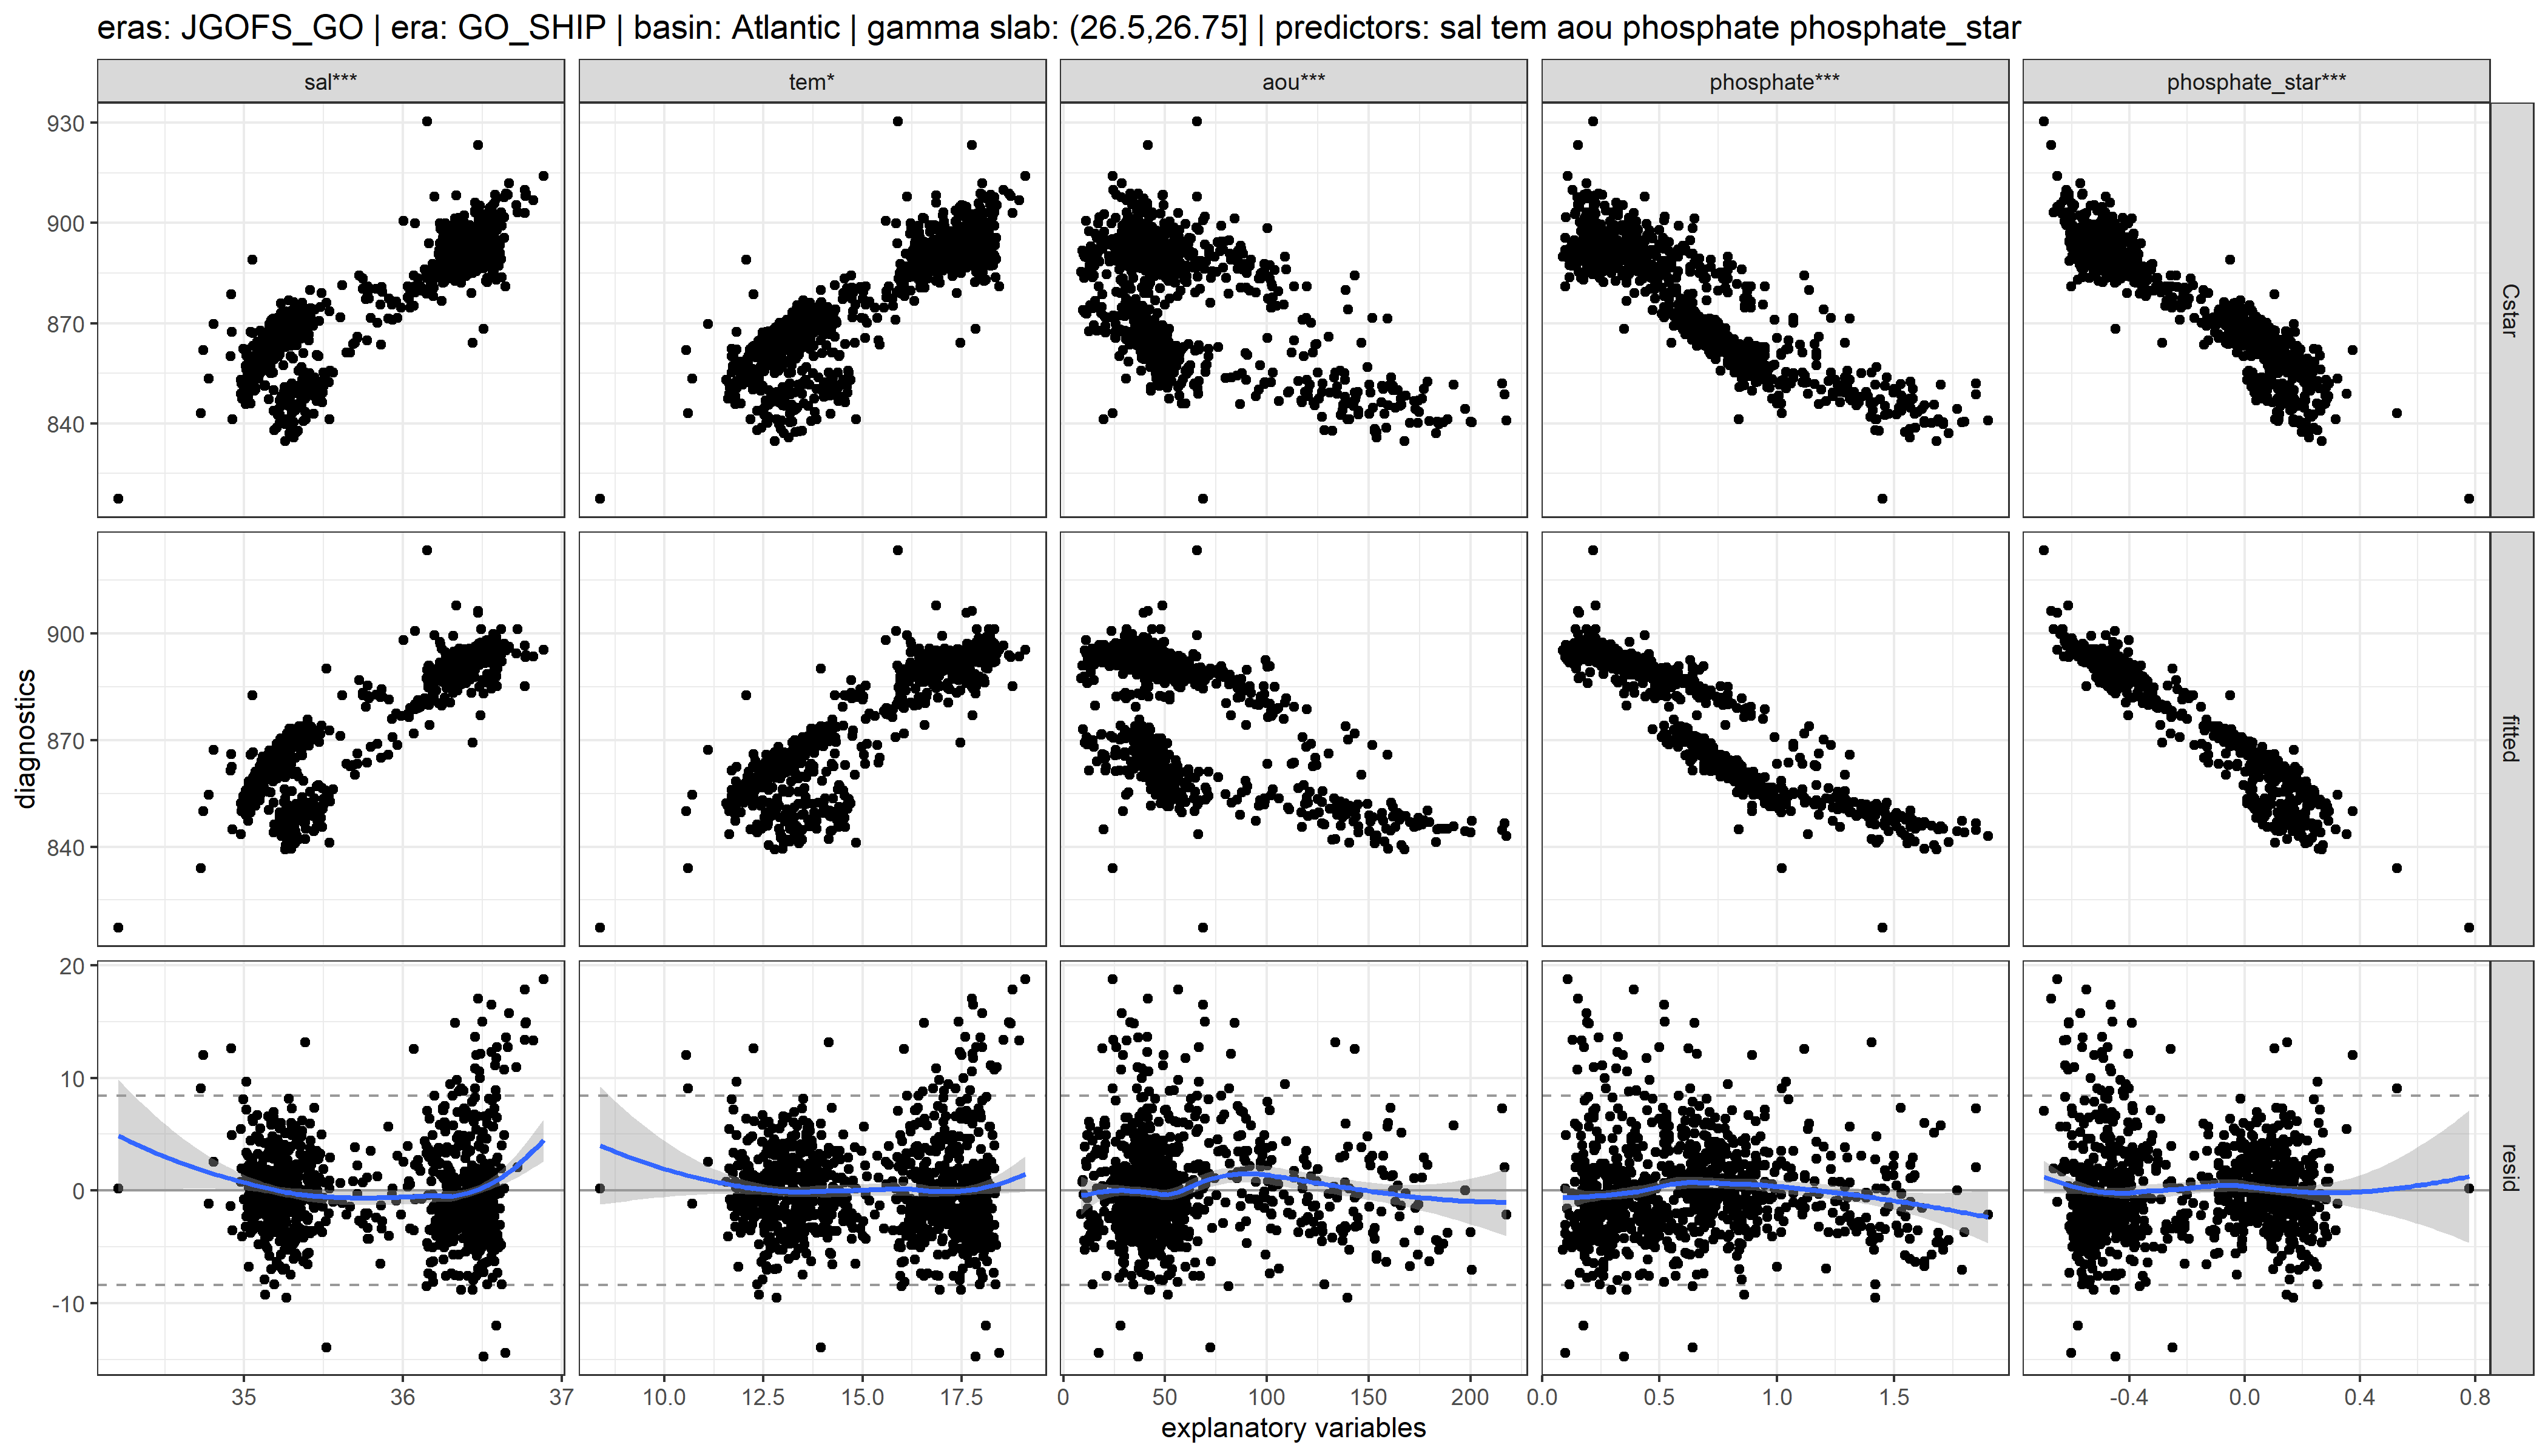 eras: JGOFS_GO | era: GO_SHIP | basin: Atlantic | gamma slab: (26.5,26.75] | predictors: sal tem aou phosphate phosphate_star
sal*** tem* aou*** phosphate*** phosphate_star***
930
900
870
840
Cstar
900
870
840
fitted
diagnostics
20
10
0
-10
resid
35 36 37 10.0 12.5 15.0 17.5 0 50 100 150 200 0.0 0.5 1.0 1.5 -0.4 0.0 0.4 0.8
explanatory variables